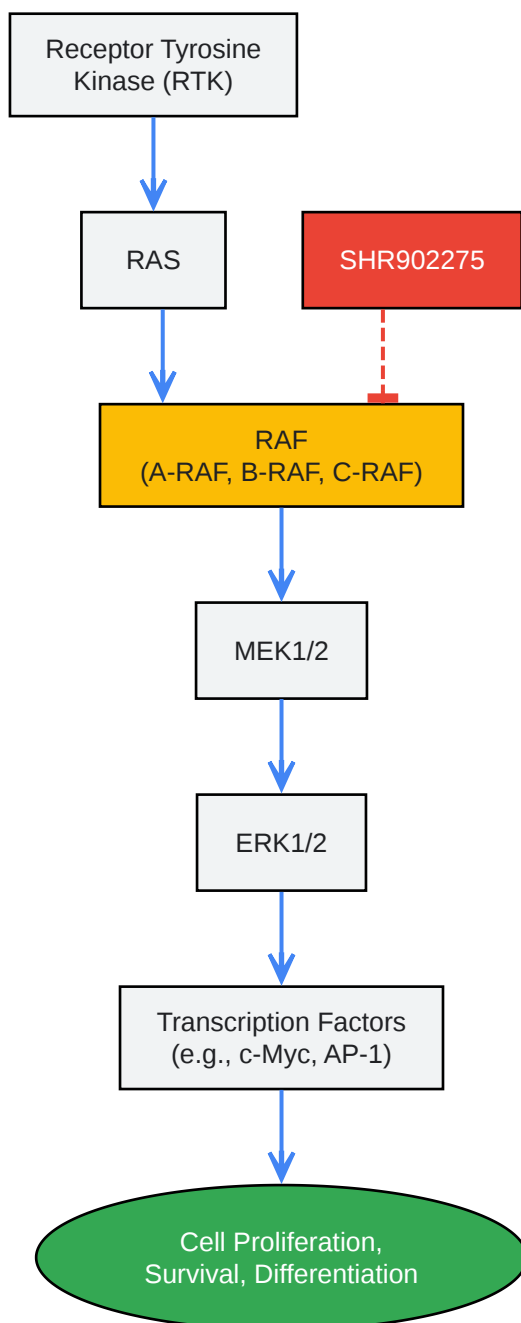 Receptor Tyrosine
Kinase (RTK)
RAS
SHR902275
RAF
(A-RAF, B-RAF, C-RAF)
MEK1/2
ERK1/2
Transcription Factors
(e.g., c-Myc, AP-1)
Cell Proliferation,
Survival, Differentiation